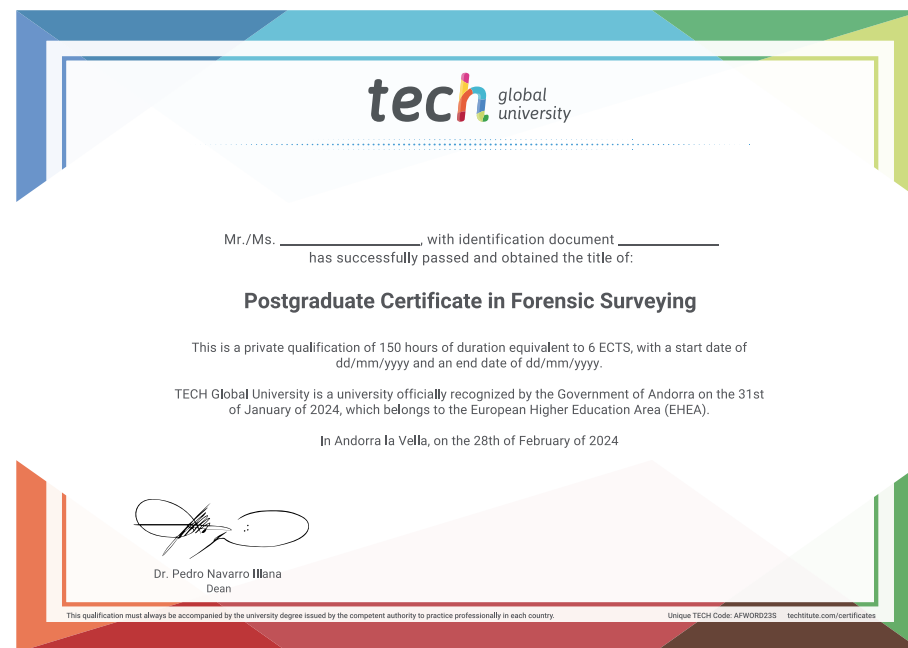 tech global university
Mr./Ms. ________________, with identification document ____________
has successfully passed and obtained the title of:
Postgraduate Certificate in Forensic Surveying
This is a private qualification of 150 hours of duration equivalent to 6 ECTS, with a start date of
dd/mm/yyyy and an end date of dd/mm/yyyy.
TECH Global University is a university officially recognized by the Government of Andorra on the 31st
of January of 2024, which belongs to the European Higher Education Area (EHEA).
In Andorra la Vella, on the 28th of February of 2024
Dr. Pedro Navarro Illana
Dean
This qualification must always be accompanied by the university degree issued by the competent authority to practice professionally in each country. Unique TECH Code: AFWORD23S techtitute.com/certificates